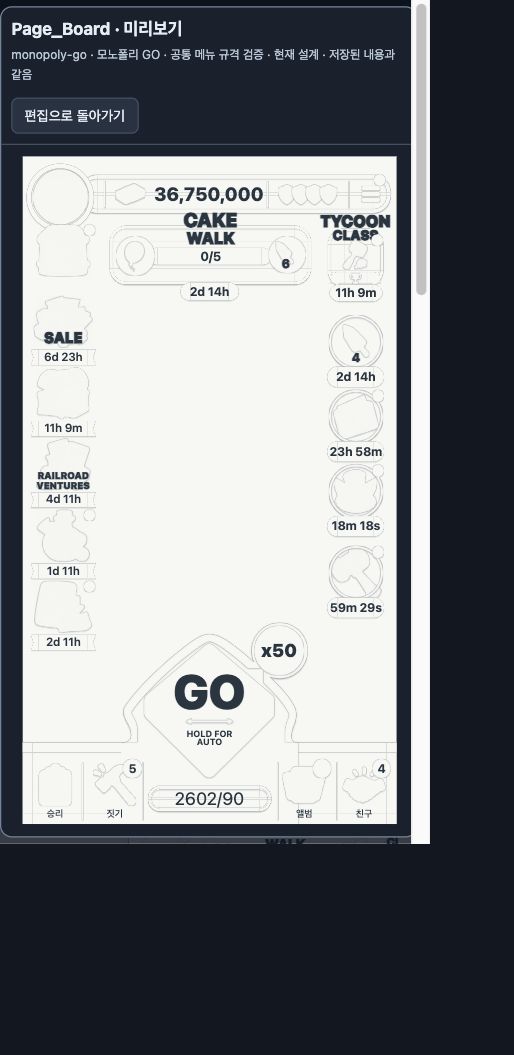 Page_Board · 미리보기
monopoly-go · 모노폴리 GO · 공통 메뉴 규격 검증 · 현재 설계 · 저장된 내용과
같음
편집으로 돌아가기
36,750,000
CAKE
WALK
0/5
6
2d 14h
TYCOON
CLASS
11h 9m
SALE
6d 23h
4
2d 14h
11h 9m
23h 58m
RAILROAD
VENTURES
4d 11h
18m 18s
1d 11h
59m 29s
2d 11h
x50
GO
HOLD FOR
AUTO
승리
5
짓기
2602/90
앨범
4
친구
WALK